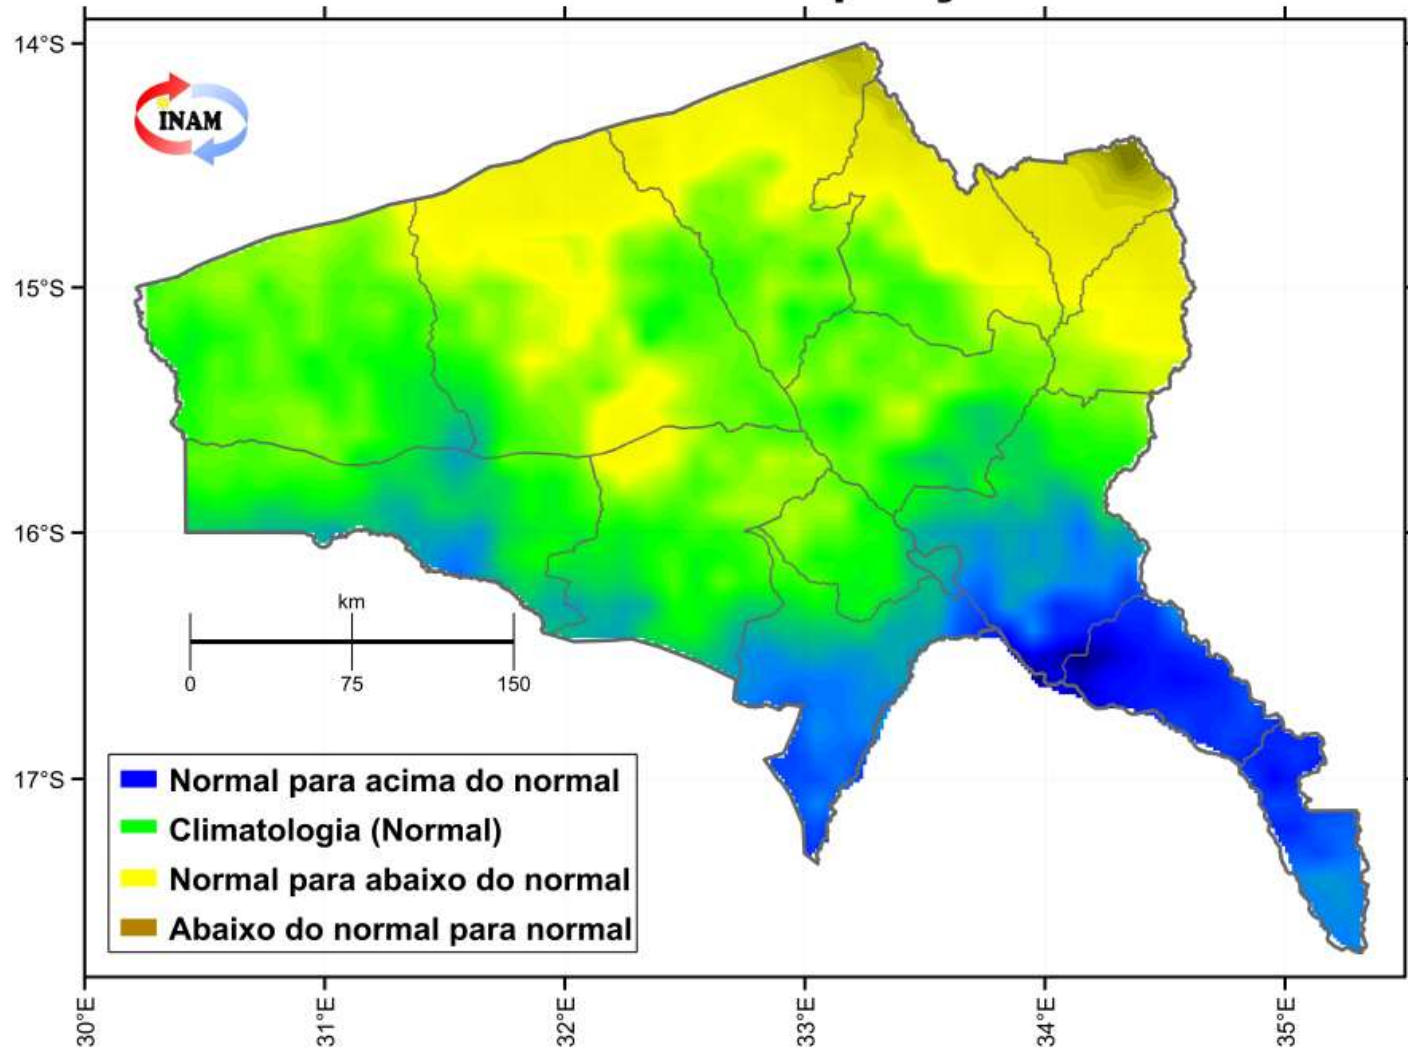 14°S
INAM
15°S
16°S
km
0 75 150
17°S
Normal para acima do normal
Climatologia (Normal)
Normal para abaixo do normal
Abaixo do normal para normal
30°E 31°E 32°E 33°E 34°E 35°E